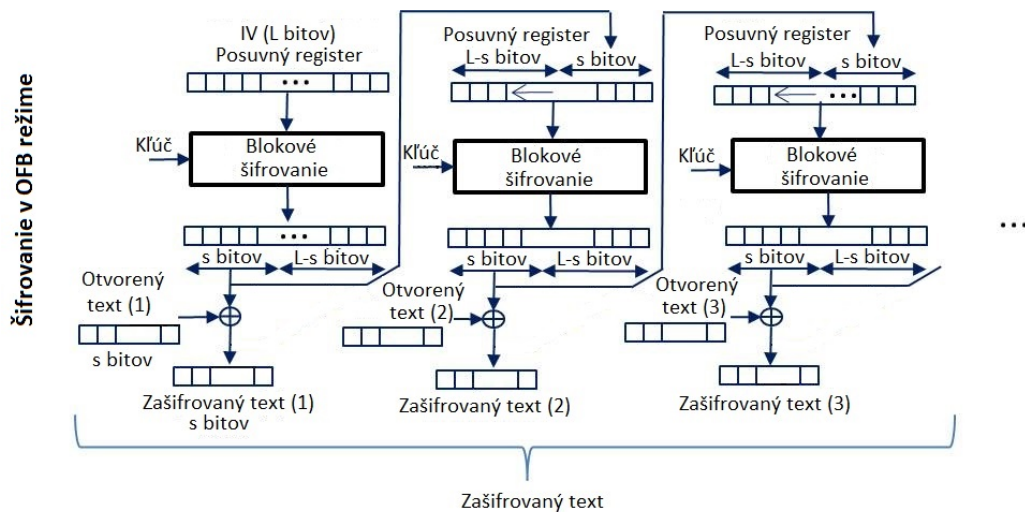 Šifrovanie v OFB režime
IV (L bitov)
Posuvný register
Kľúč
Blokové
šifrovanie
s bitov
L-s bitov
Otvorený
text (1)
s bitov
Zašifrovaný text (1)
s bitov
Posuvný register
L-s bitov
s bitov
Kľúč
Blokové
šifrovanie
s bitov
L-s bitov
Otvorený
text (2)
Zašifrovaný text (2)
Posuvný register
L-s bitov
s bitov
Kľúč
Blokové
šifrovanie
s bitov
L-s bitov
Otvorený
text (3)
Zašifrovaný text (3)
...
Zašifrovaný text